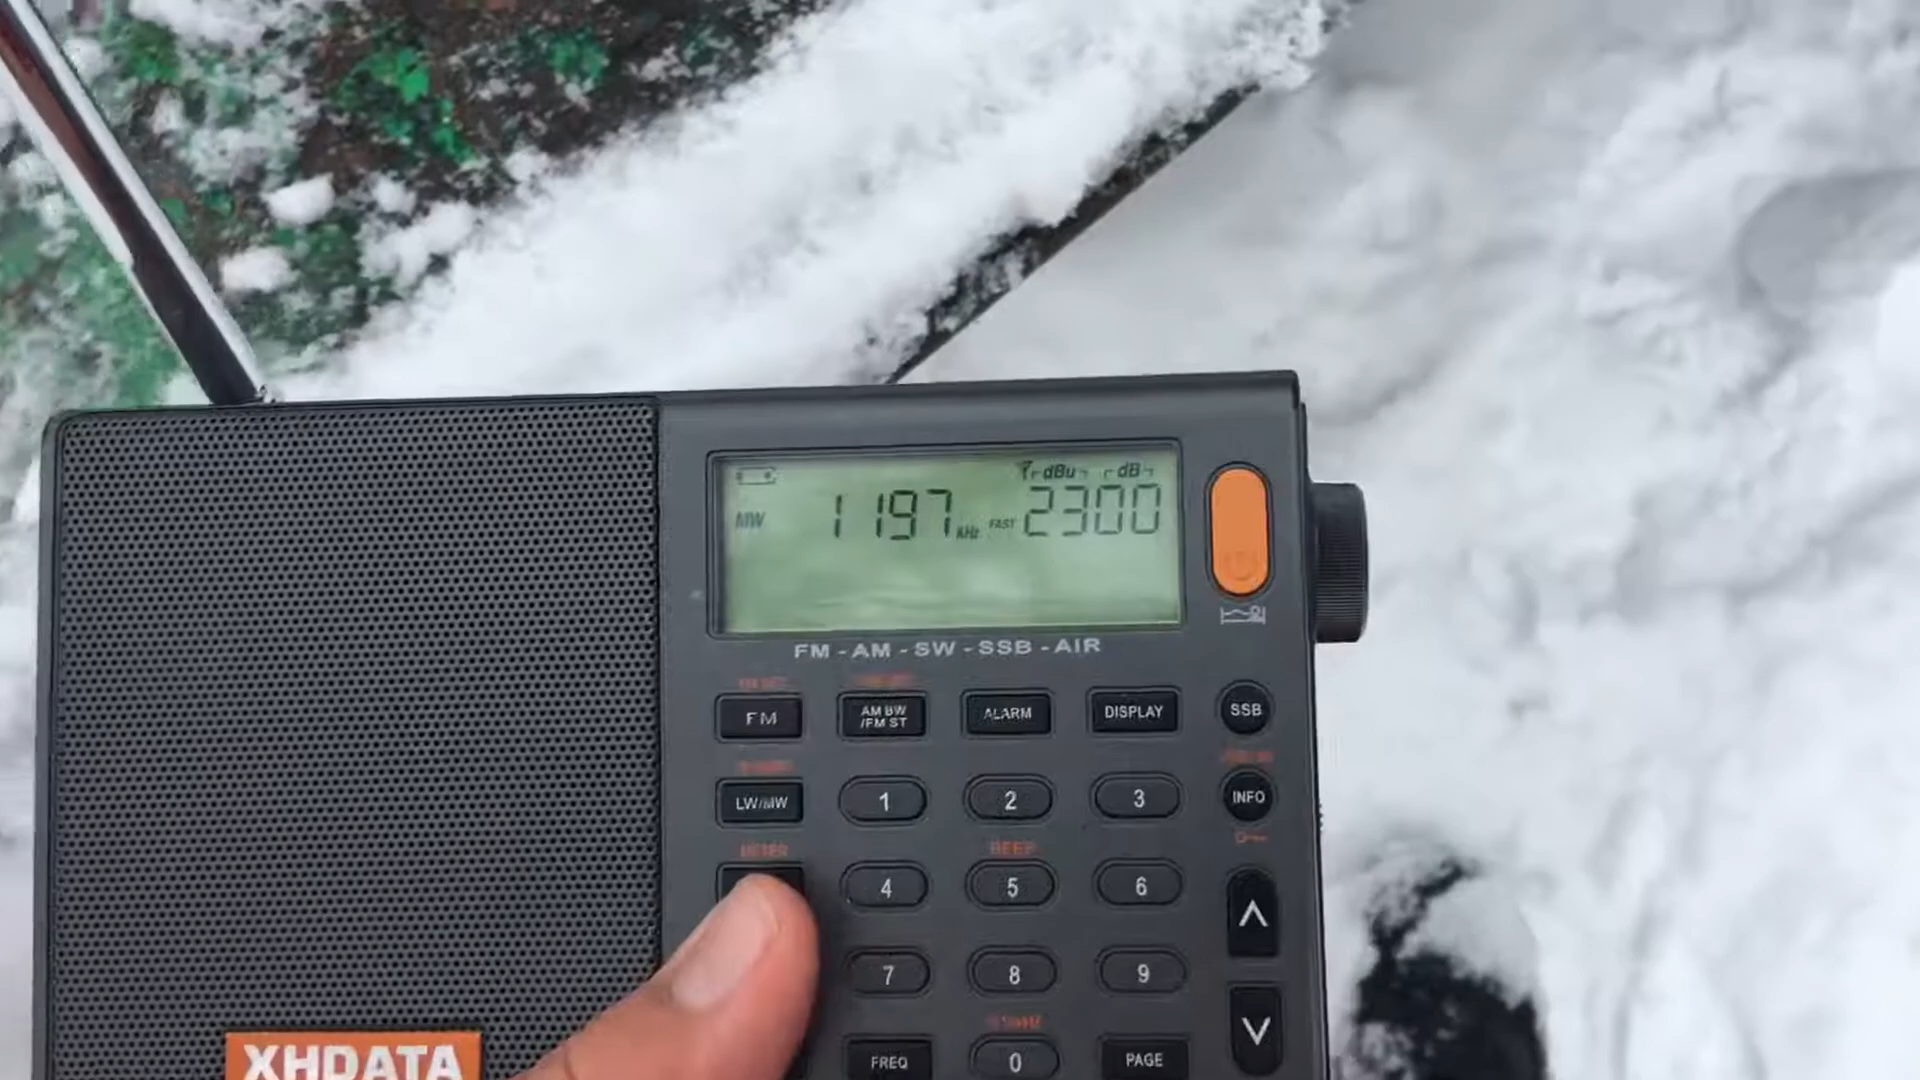 dBu dB
MW 1197 KHz FAST 2300
FM - AM - SW - SSB - AIR
FM AM BW /FM ST ALARM DISPLAY SSB
LW/MW 1 2 3 INFO
METER BEEP
4 5 6
7 8 9
FREQ 0 PAGE
XHDATA